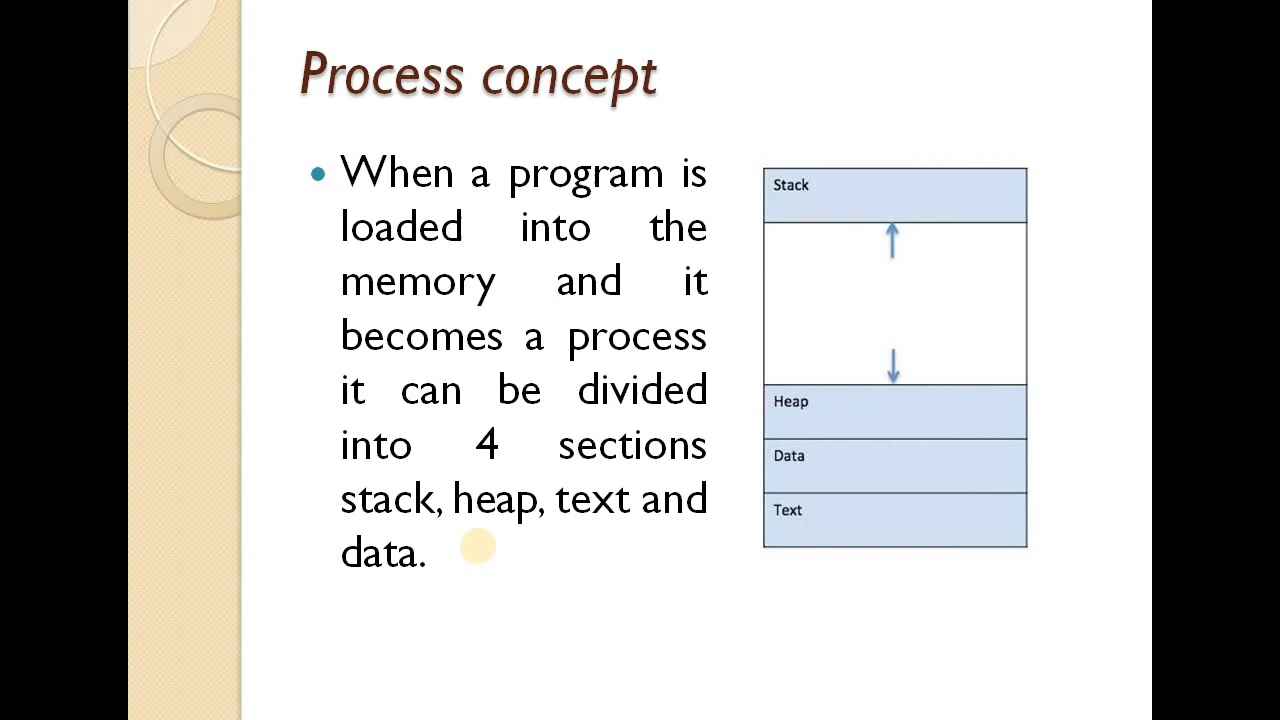 Process concept
When a program is
loaded into the
memory and it
becomes a process
it can be divided
into 4 sections
stack, heap, text and
data.
Stack
Heap
Data
Text